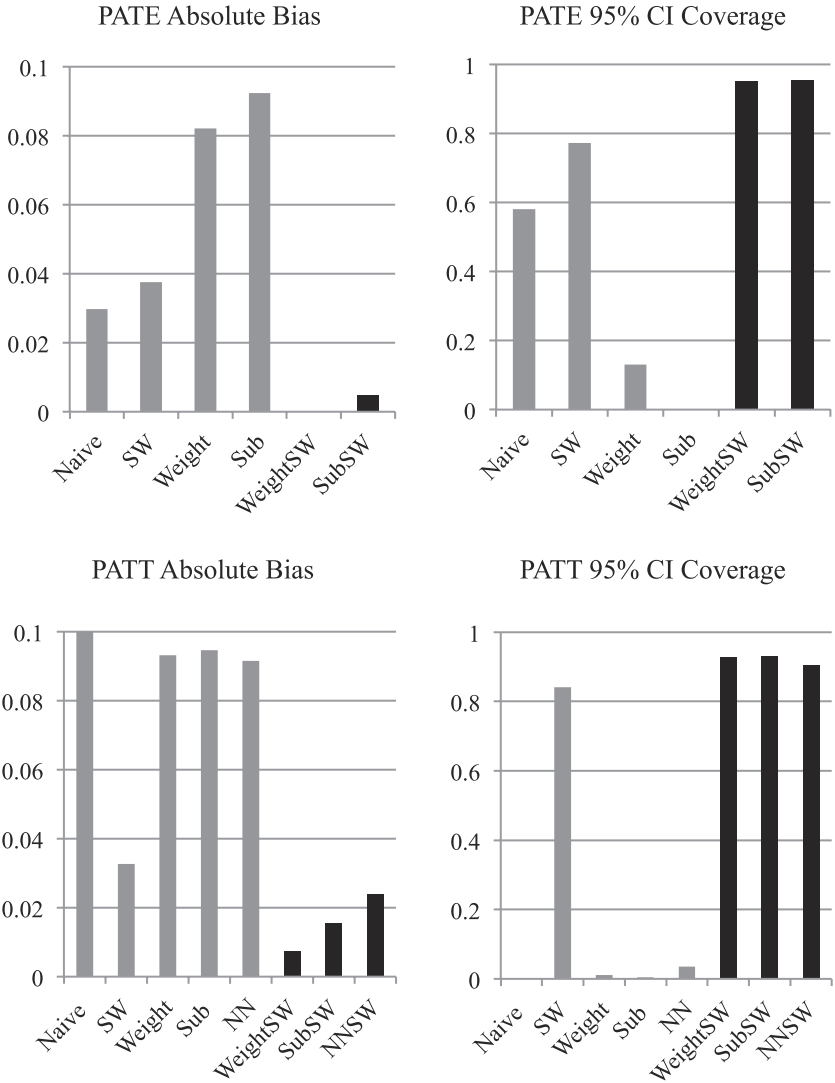 PATE Absolute Bias
0.1
0.08
0.06
0.04
0.02
0
Naive
SW
Weight
Sub
WeightSW
SubSW
PATE 95% CI Coverage
1
0.8
0.6
0.4
0.2
0
Naive
SW
Weight
Sub
WeightSW
SubSW
PATT Absolute Bias
0.1
0.08
0.06
0.04
0.02
0
Naive
SW
Weight
Sub
NN
WeightSW
SubSW
NNSW
PATT 95% CI Coverage
1
0.8
0.6
0.4
0.2
0
Naive
SW
Weight
Sub
NN
WeightSW
SubSW
NNSW